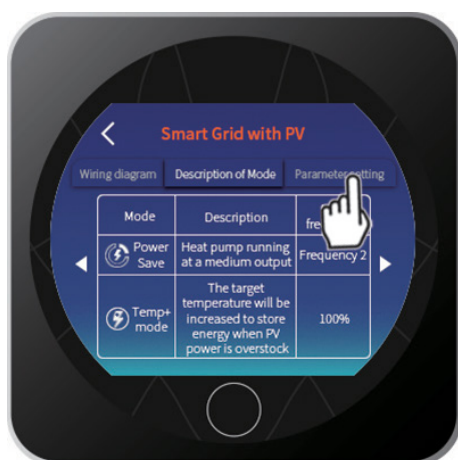 Smart Grid with PV
Wiring diagram
Description of Mode
Parameter setting
Mode
Description
Power
Save
Heat pump running
at a medium output
Frequency 2
Temp+
mode
The target
temperature will be
increased to store
energy when PV
power is overstock
100%